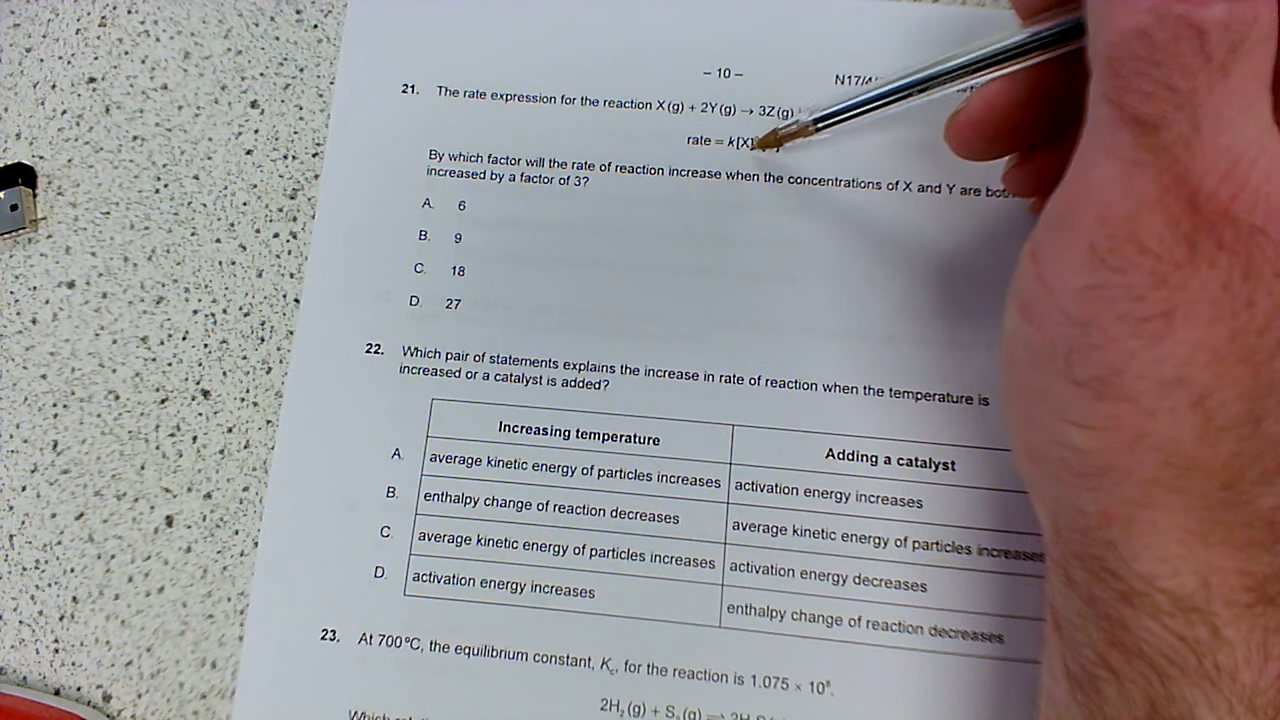 – 10 –
N17/4
21. The rate expression for the reaction X (g) + 2Y (g) → 3Z (g)
rate = k[X]
By which factor will the rate of reaction increase when the concentrations of X and Y are
increased by a factor of 3?
A. 6
B. 9
C. 18
D. 27
22. Which pair of statements explains the increase in rate of reaction when the temperature is
increased or a catalyst is added?
Increasing temperature Adding a catalyst
A. average kinetic energy of particles increases activation energy increases
B. enthalpy change of reaction decreases average kinetic energy of particles increases
C. average kinetic energy of particles increases activation energy decreases
D. activation energy increases enthalpy change of reaction decreases
23. At 700 ºC, the equilibrium constant, Kc, for the reaction is 1.075 × 10⁸.
2H₂ (g) + S₂ (g) ⇌
Which